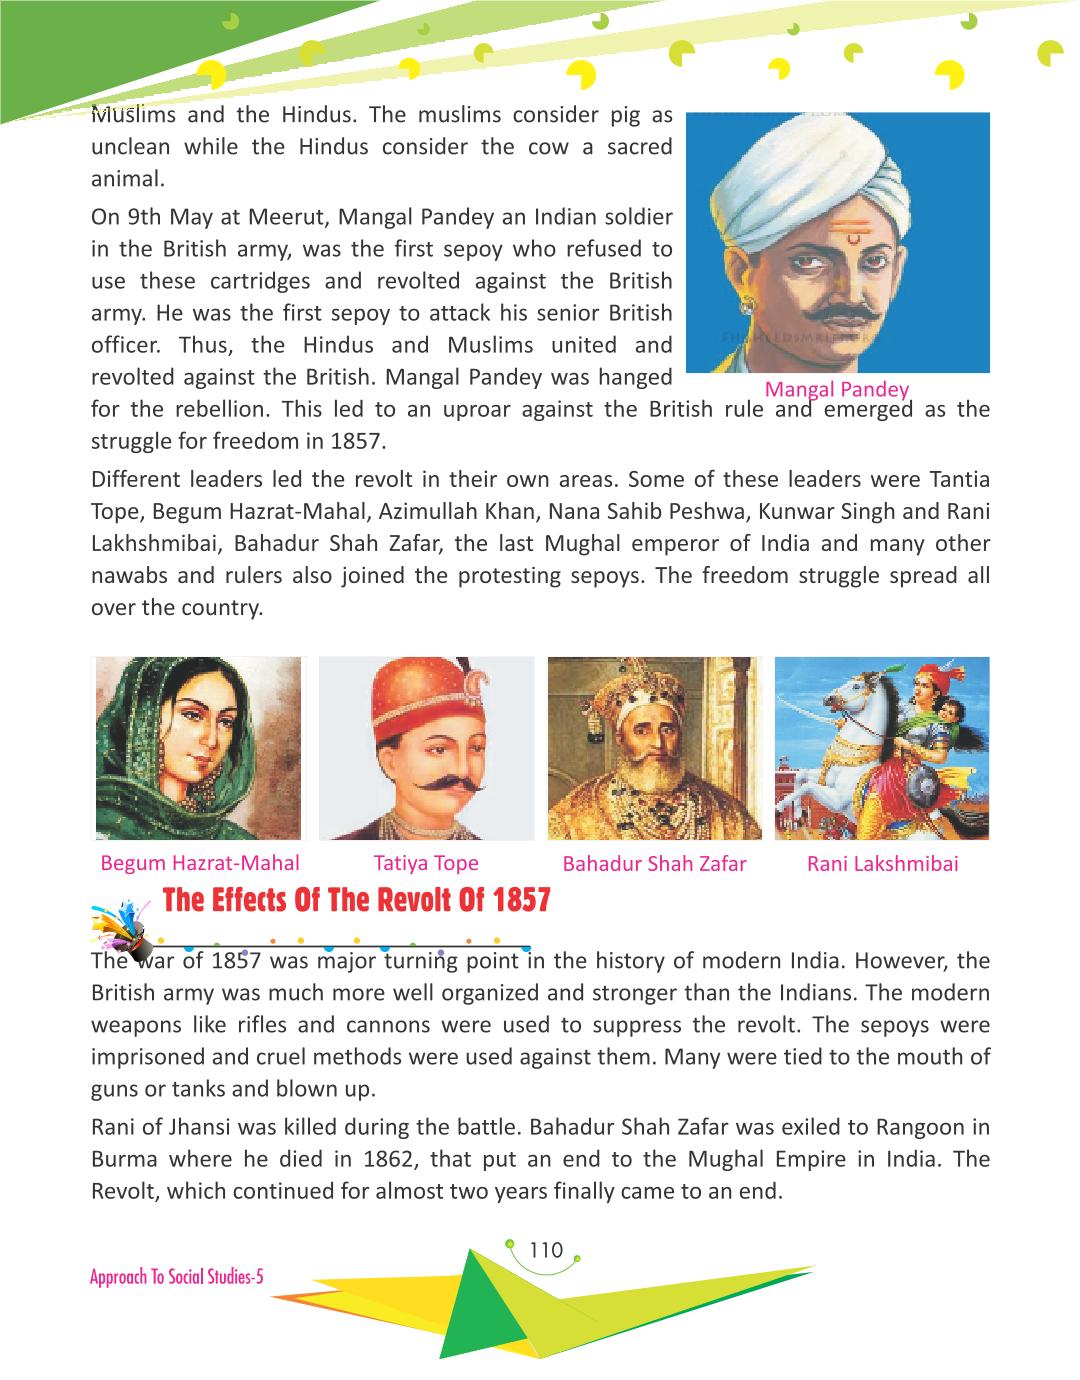 Muslims and the Hindus. The muslims consider pig as
unclean while the Hindus consider the cow a sacred
animal.
On 9th May at Meerut, Mangal Pandey an Indian soldier
in the British army, was the first sepoy who refused to
use these cartridges and revolted against the British
army. He was the first sepoy to attack his senior British
officer. Thus, the Hindus and Muslims united and
revolted against the British. Mangal Pandey was hanged
Mangal Pandey
for the rebellion. This led to an uproar against the British rule and emerged as the
struggle for freedom in 1857.
Different leaders led the revolt in their own areas. Some of these leaders were Tantia
Tope, Begum Hazrat-Mahal, Azimullah Khan, Nana Sahib Peshwa, Kunwar Singh and Rani
Lakhshmibai, Bahadur Shah Zafar, the last Mughal emperor of India and many other
nawabs and rulers also joined the protesting sepoys. The freedom struggle spread all
over the country.
Begum Hazrat-Mahal Tatiya Tope Bahadur Shah Zafar Rani Lakshmibai
The Effects Of The Revolt Of 1857
The war of 1857 was major turning point in the history of modern India. However, the
British army was much more well organized and stronger than the Indians. The modern
weapons like rifles and cannons were used to suppress the revolt. The sepoys were
imprisoned and cruel methods were used against them. Many were tied to the mouth of
guns or tanks and blown up.
Rani of Jhansi was killed during the battle. Bahadur Shah Zafar was exiled to Rangoon in
Burma where he died in 1862, that put an end to the Mughal Empire in India. The
Revolt, which continued for almost two years finally came to an end.
110
Approach To Social Studies-5